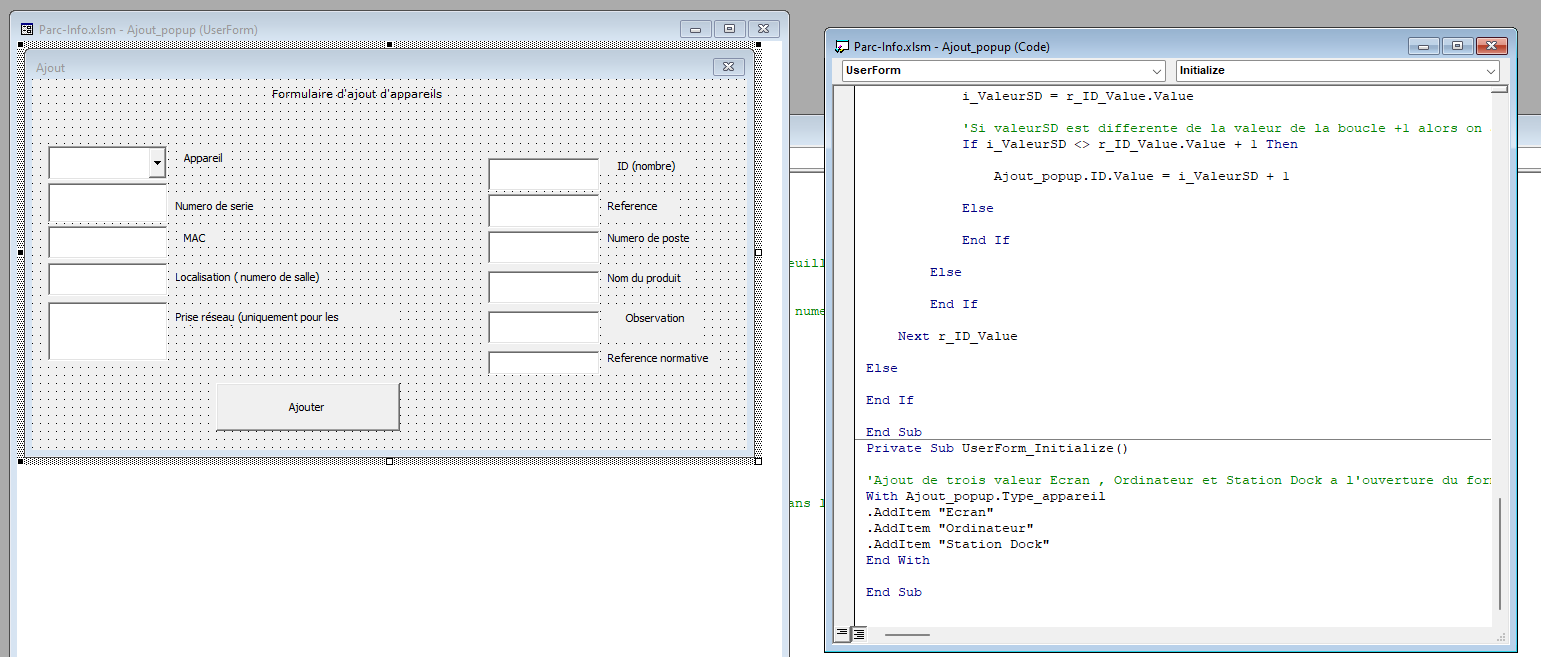 Parc-Info.xlsm - Ajout_popup (UserForm)
Ajout
Formulaire d'ajout d'appareils
Appareil
Numero de serie
MAC
Localisation ( numero de salle)
Prise réseau (uniquement pour les
ID (nombre)
Reference
Numero de poste
Nom du produit
Observation
Reference normative
Ajouter
euill
nume
ans l
Parc-Info.xlsm - Ajout_popup (Code)
UserForm
Initialize
i_ValeurSD = r_ID_Value.Value
'Si valeurSD est differente de la valeur de la boucle +1 alors on
If i_ValeurSD <> r_ID_Value.Value + 1 Then
Ajout_popup.ID.Value = i_ValeurSD + 1
Else
End If
Else
End If
Next r_ID_Value
Else
End If
End Sub
Private Sub UserForm_Initialize()
'Ajout de trois valeur Ecran , Ordinateur et Station Dock a l'ouverture du for
With Ajout_popup.Type_appareil
.AddItem "Ecran"
.AddItem "Ordinateur"
.AddItem "Station Dock"
End With
End Sub